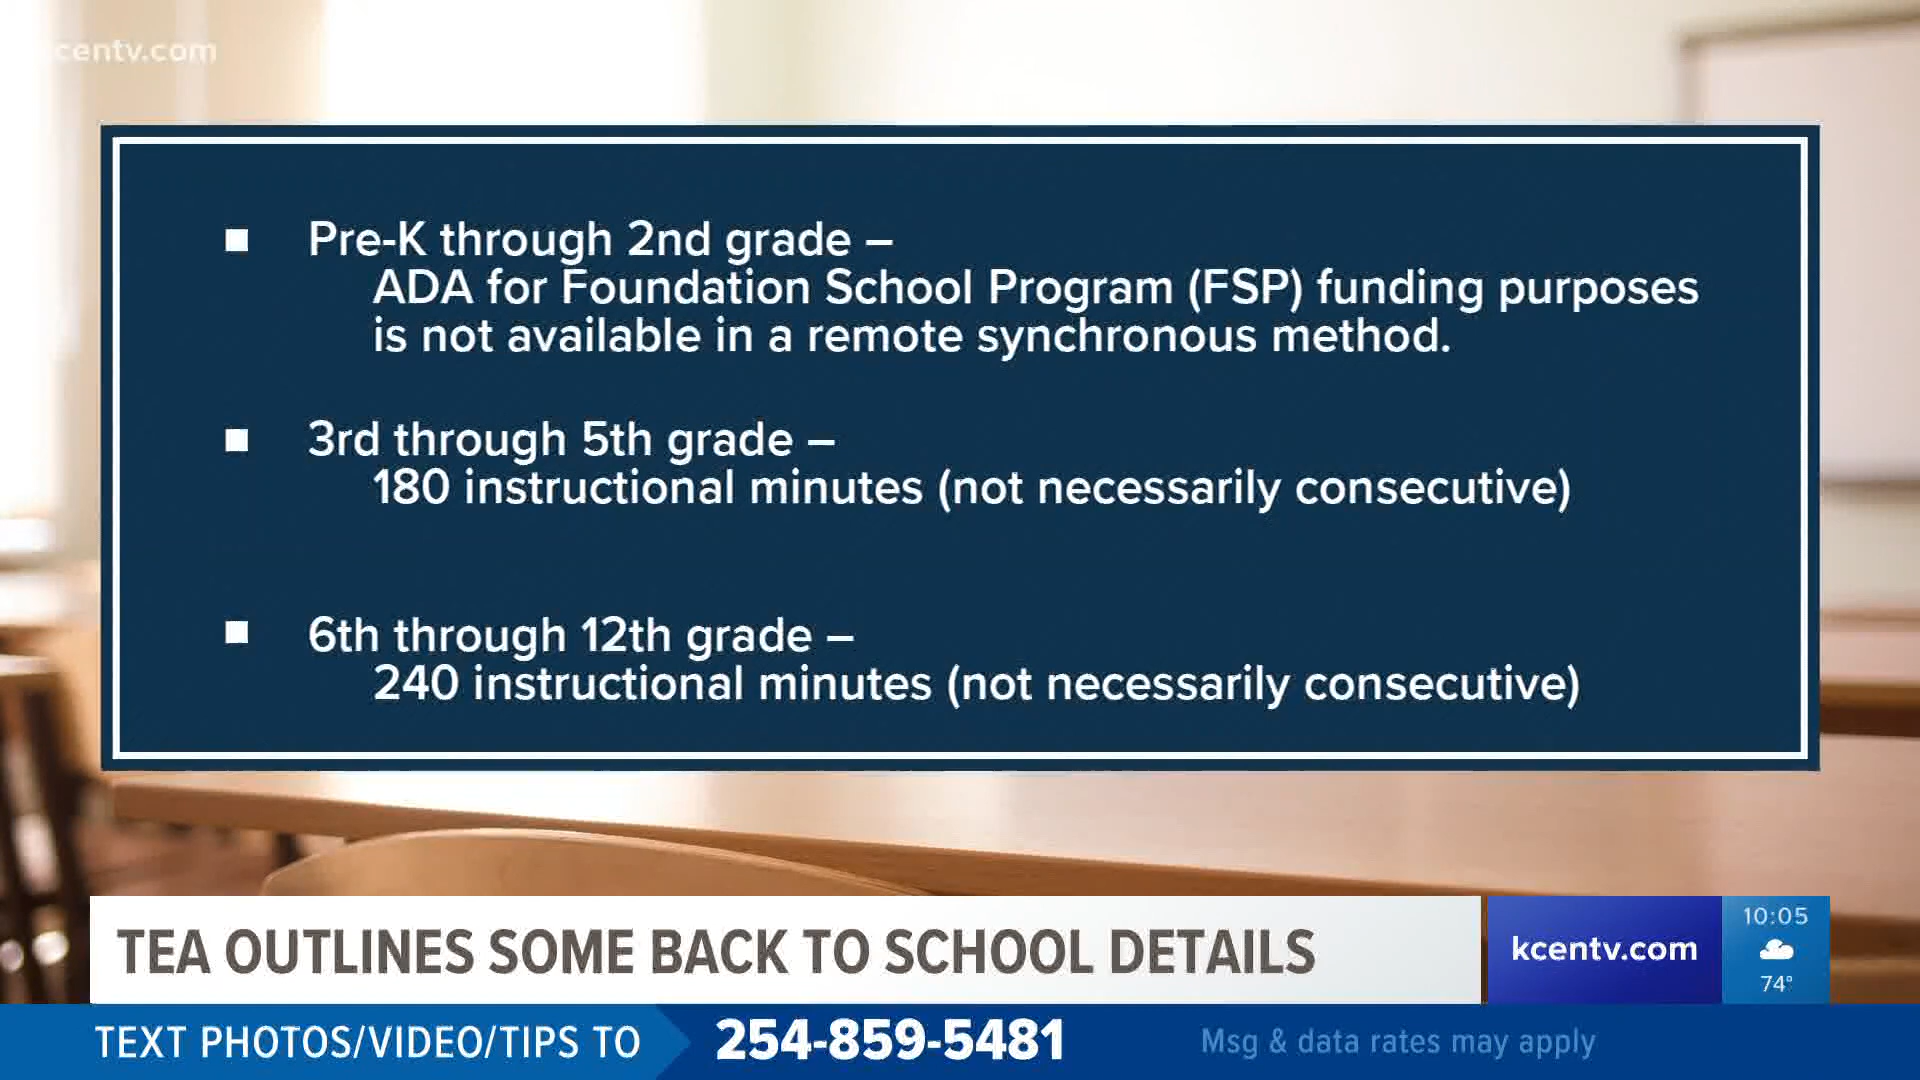 centv.com
Pre-K through 2nd grade –
ADA for Foundation School Program (FSP) funding purposes
is not available in a remote synchronous method.
3rd through 5th grade –
180 instructional minutes (not necessarily consecutive)
6th through 12th grade –
240 instructional minutes (not necessarily consecutive)
TEA OUTLINES SOME BACK TO SCHOOL DETAILS
kcentv.com
10:05
74°
TEXT PHOTOS/VIDEO/TIPS TO 254-859-5481 Msg & data rates may apply